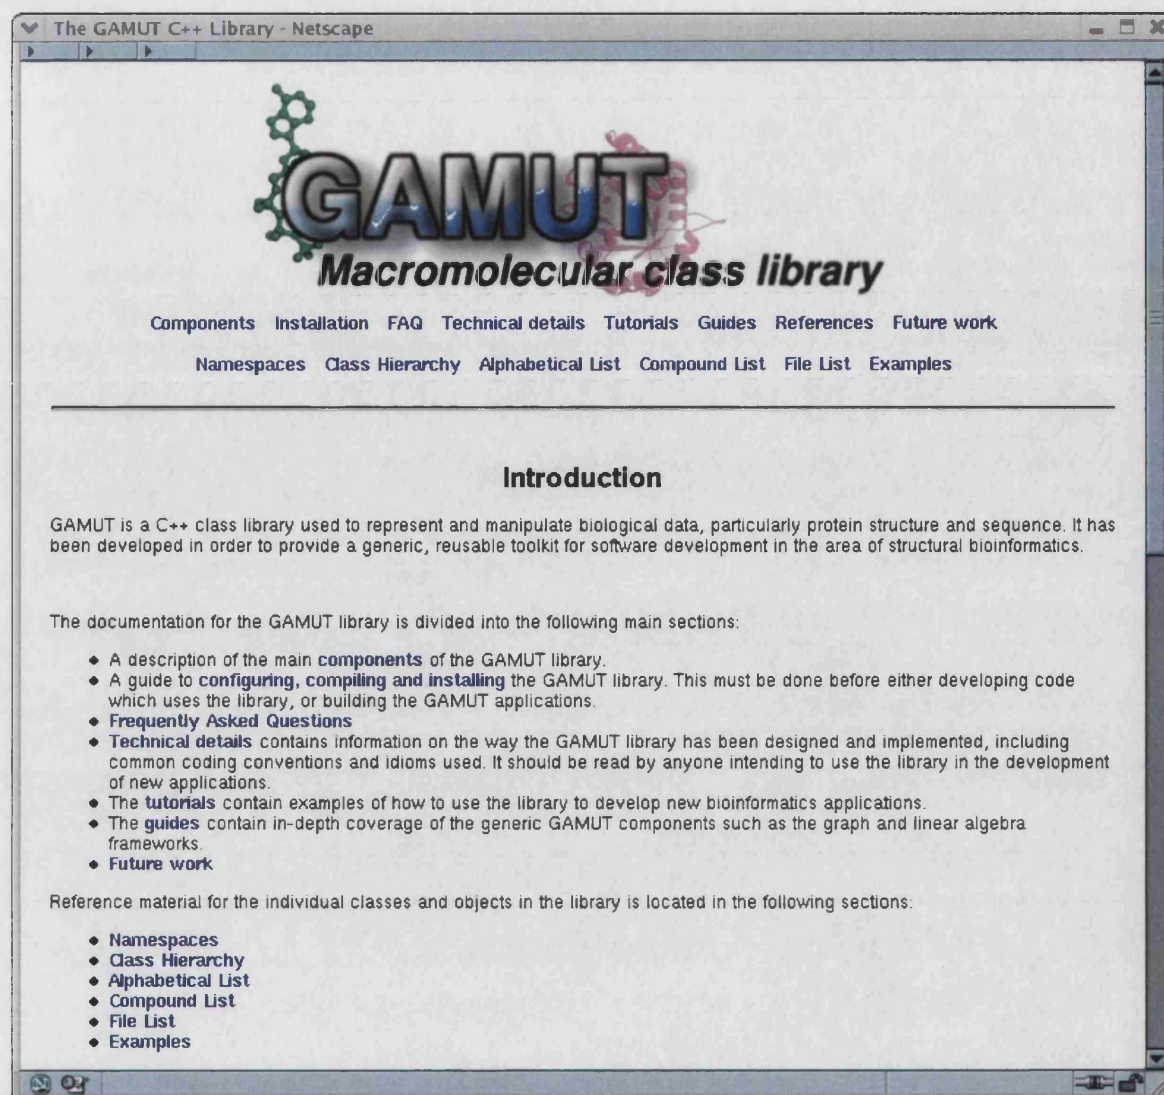 The GAMUT C++ Library - Netscape
GAMUT
Macromolecular class library
Components Installation FAQ Technical details Tutorials Guides References Future work
Namespaces Class Hierarchy Alphabetical List Compound List File List Examples
Introduction
GAMUT is a C++ class library used to represent and manipulate biological data, particularly protein structure and sequence. It has
been developed in order to provide a generic, reusable toolkit for software development in the area of structural bioinformatics.
The documentation for the GAMUT library is divided into the following main sections:
A description of the main components of the GAMUT library.
A guide to configuring, compiling and installing the GAMUT library. This must be done before either developing code
which uses the library, or building the GAMUT applications.
Frequently Asked Questions
Technical details contains information on the way the GAMUT library has been designed and implemented, including
common coding conventions and idioms used. It should be read by anyone intending to use the library in the development
of new applications.
The tutorials contain examples of how to use the library to develop new bioinformatics applications.
The guides contain in-depth coverage of the generic GAMUT components such as the graph and linear algebra
frameworks.
Future work
Reference material for the individual classes and objects in the library is located in the following sections:
Namespaces
Class Hierarchy
Alphabetical List
Compound List
File List
Examples